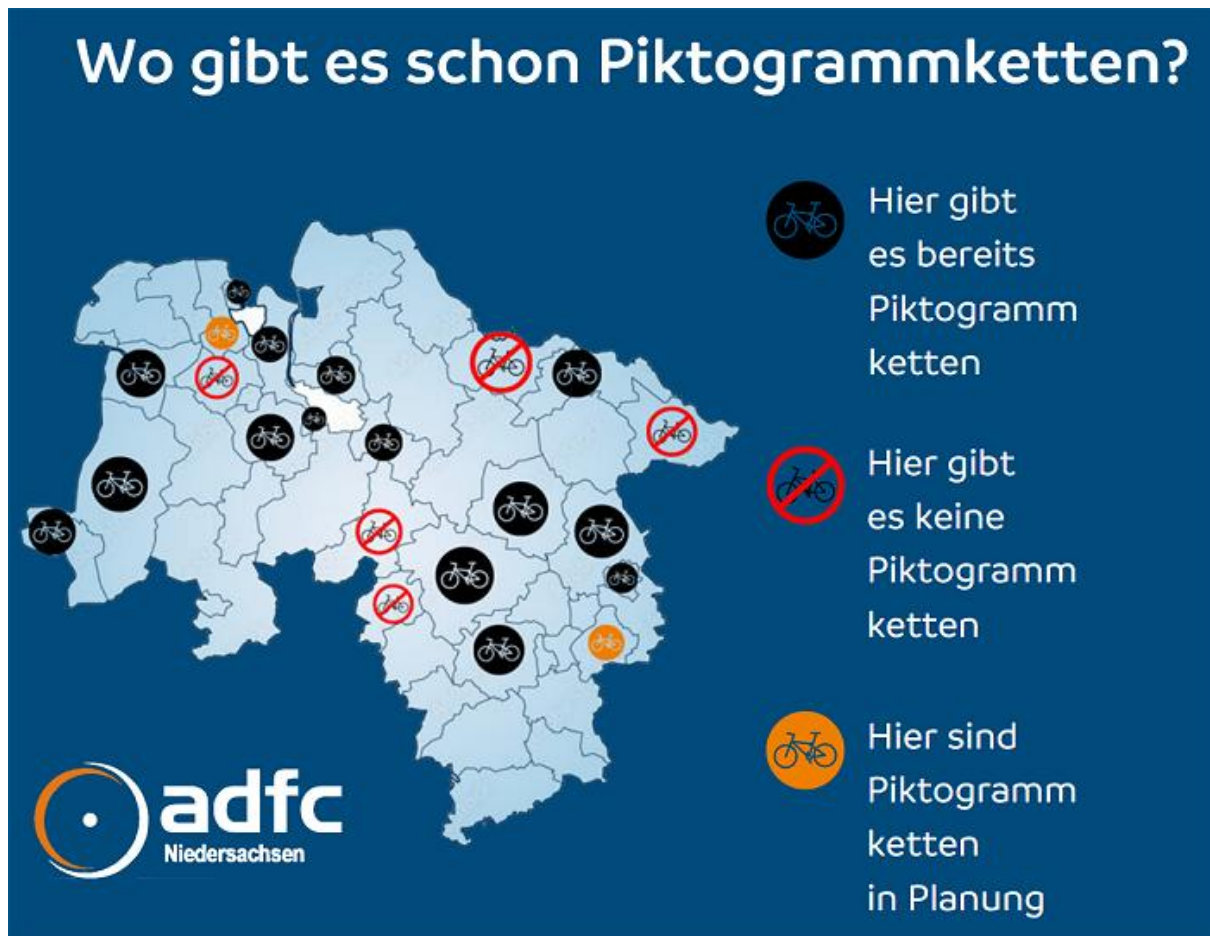 Wo gibt es schon Piktogrammketten?
Hier gibt
es bereits
Piktogramm
ketten
Hier gibt
es keine
Piktogramm
ketten
Hier sind
Piktogramm
ketten
in Planung
adfc
Niedersachsen